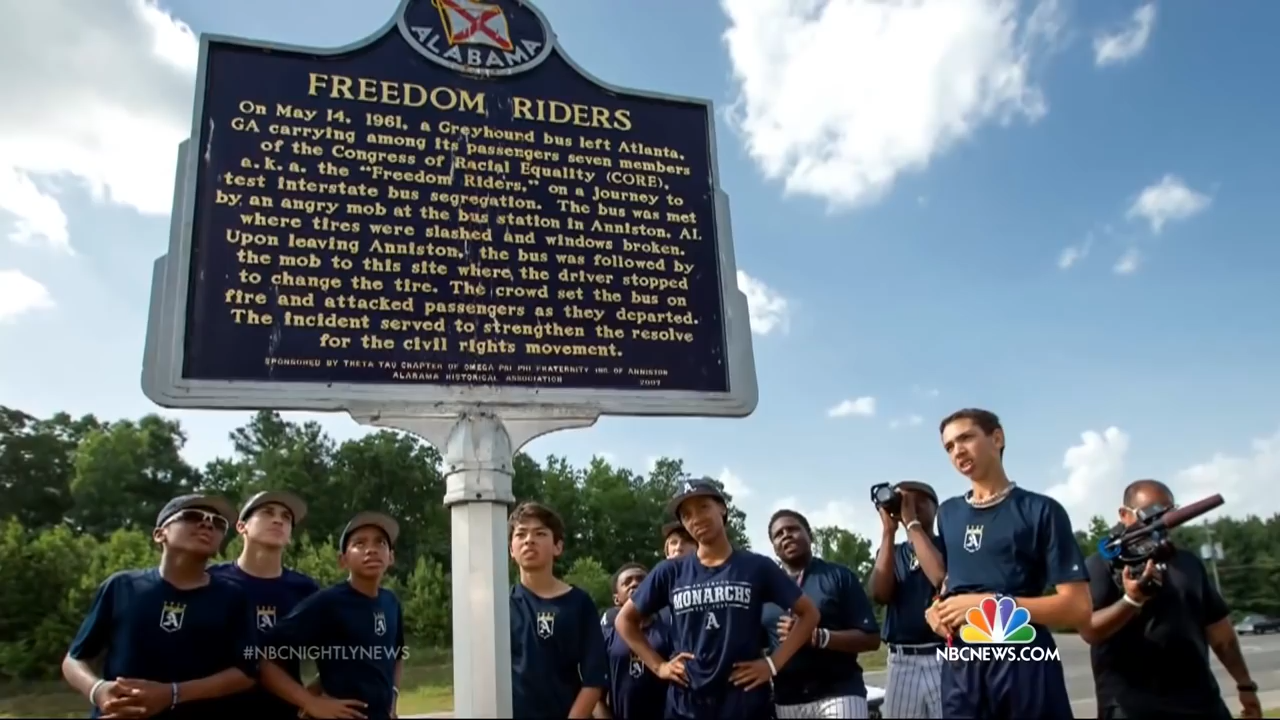 ALABAMA
FREEDOM RIDERS
On May 14, 1961, a Greyhound bus left Atlanta,
GA carrying among its passengers seven members
of the Congress of Racial Equality (CORE),
a.k.a. the "Freedom Riders," on a journey to
test interstate bus segregation. The bus was met
by an angry mob at the bus station in Anniston, AL
where tires were slashed and windows broken.
Upon leaving Anniston, the bus was followed by
the mob to this site where the driver stopped
to change the tire. The crowd set the bus on
fire and attacked passengers as they departed.
The incident served to strengthen the resolve
for the civil rights movement.
SPONSORED BY THETA TAU CHAPTER OF OMEGA PSI PHI FRATERNITY INC. OF ANNISTON
ALABAMA HISTORICAL ASSOCIATION 2007
A
A
A
A
MONARCHS
A
#NBCNIGHTLYNEWS
NBCNEWS.COM